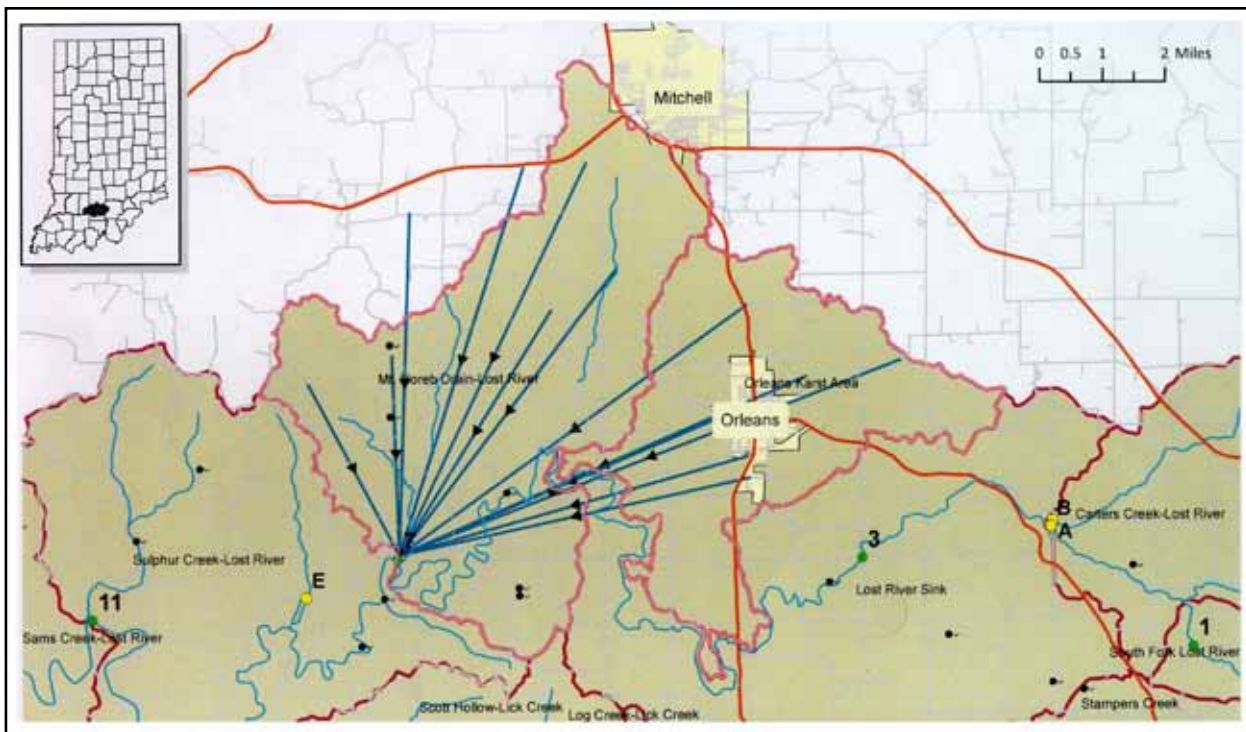 0 0.5 1 2 Miles
Mitchell
Mt. Horeb Drain-Lost River
Orleans Karst Area
Orleans
B
Carters Creek-Lost River
A
7
3
Sulphur Creek-Lost River
E
Lost River Sink
11
Sams Creek-Lost River
1
South Fork Lost River
Scott Hollow-Lick Creek
Log Creek-Lick Creek
Stampers Creek